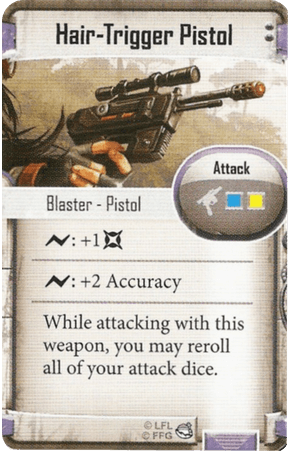 Hair-Trigger Pistol
Attack
Blaster - Pistol
: +1
: +2 Accuracy
While attacking with this
weapon, you may reroll
all of your attack dice.
© LFL
© FFG